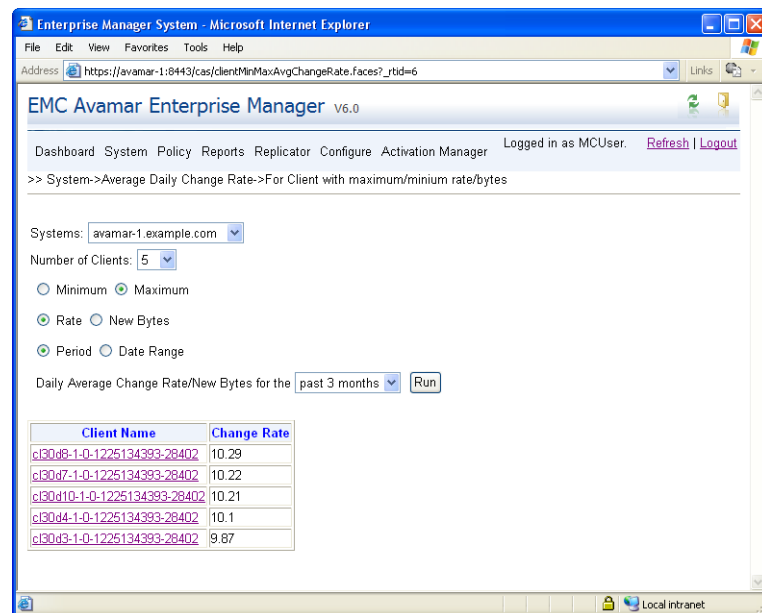 Enterprise Manager System - Microsoft Internet Explorer
File Edit View Favorites Tools Help
Address https://avamar-1:8443/cas/clientMinMaxAvgChangeRate.faces?_rtid=6 Links
EMC Avamar Enterprise Manager V6.0
Dashboard System Policy Reports Replicator Configure Activation Manager Logged in as MCUser. Refresh | Logout
>> System->Average Daily Change Rate->For Client with maximum/minium rate/bytes
Systems: avamar-1.example.com
Number of Clients: 5
Minimum Maximum
Rate New Bytes
Period Date Range
Daily Average Change Rate/New Bytes for the past 3 months Run
Client Name Change Rate
cl30d8-1-0-1225134393-28402 10.29
cl30d7-1-0-1225134393-28402 10.22
cl30d10-1-0-1225134393-28402 10.21
cl30d4-1-0-1225134393-28402 10.1
cl30d3-1-0-1225134393-28402 9.87
Local intranet